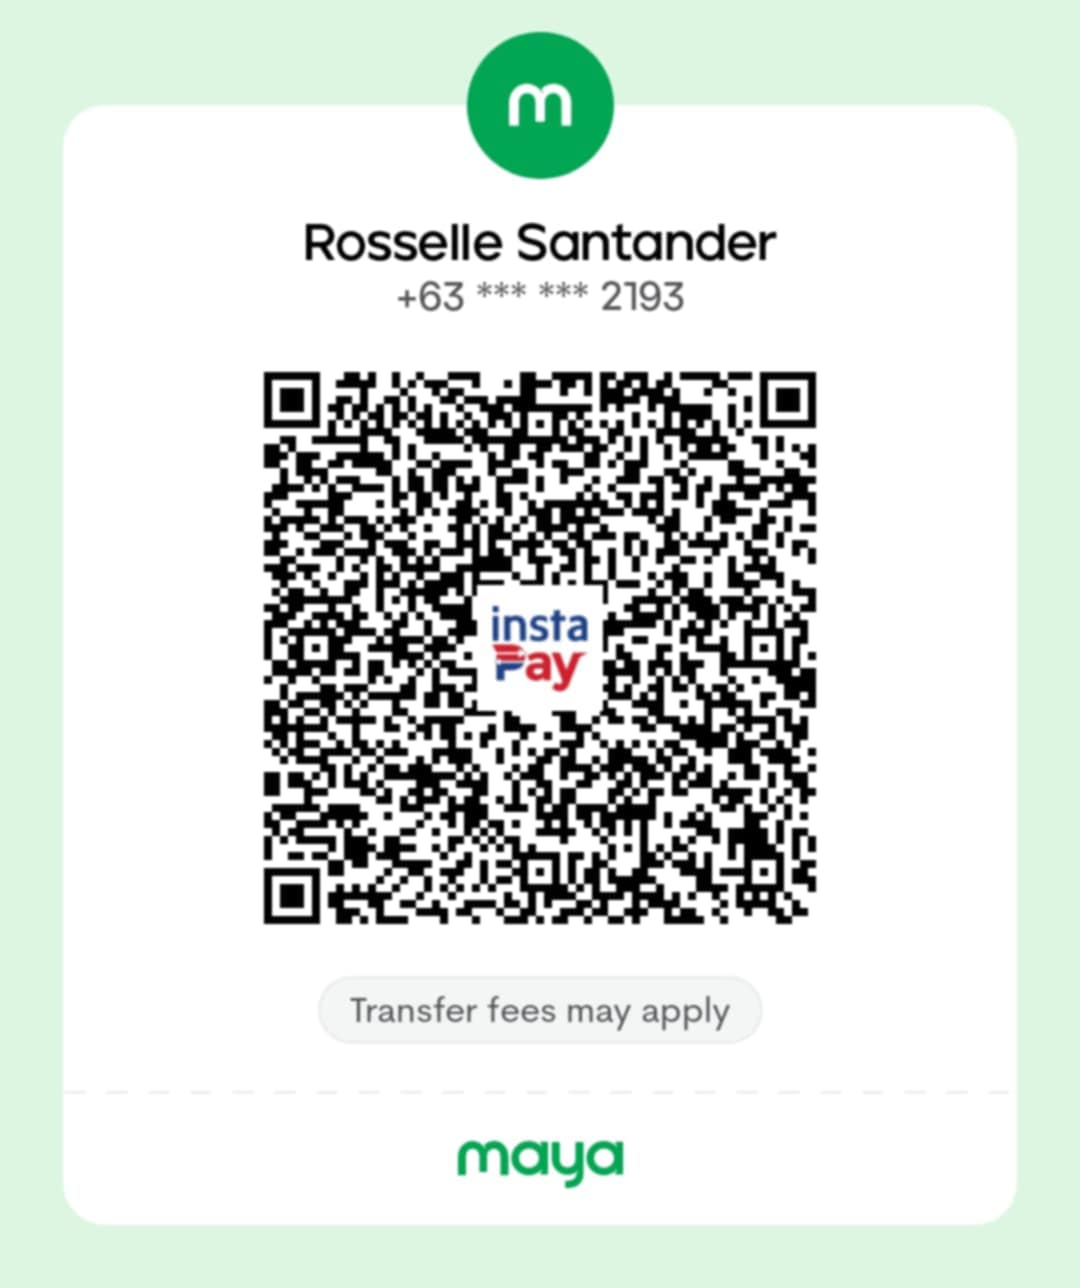 m
Rosselle Santander
+63 *** *** 2193
insta
Pay
Transfer fees may apply
maya